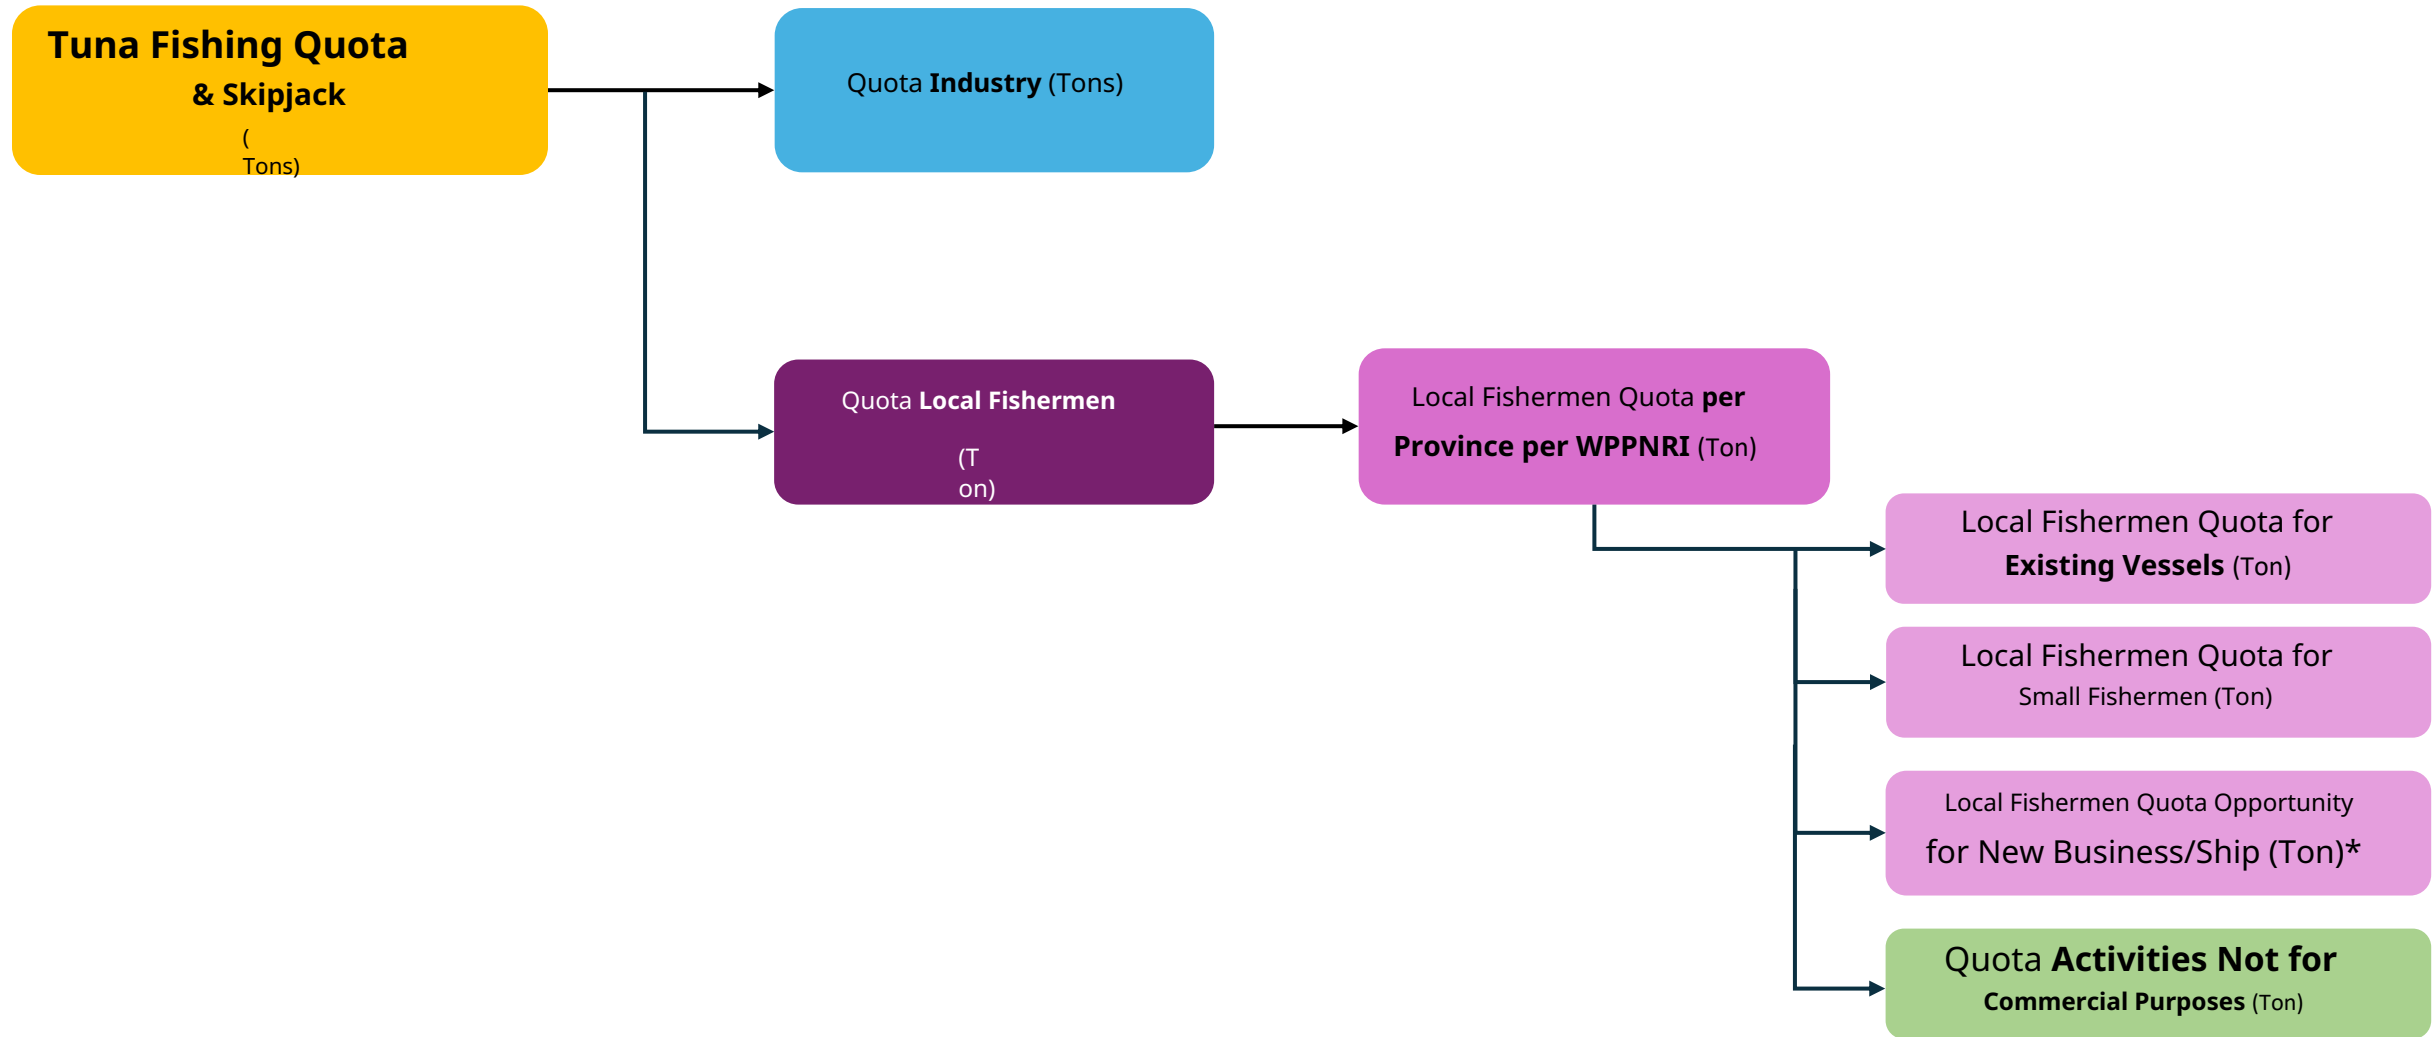 Tuna Fishing Quota
& Skipjack
(
Tons)
Quota Industry (Tons)
Quota Local Fishermen
(T
on)
Local Fishermen Quota per
Province per WPPNRI (Ton)
Local Fishermen Quota for
Existing Vessels (Ton)
Local Fishermen Quota for
Small Fishermen (Ton)
Local Fishermen Quota Opportunity
for New Business/Ship (Ton)*
Quota Activities Not for
Commercial Purposes (Ton)